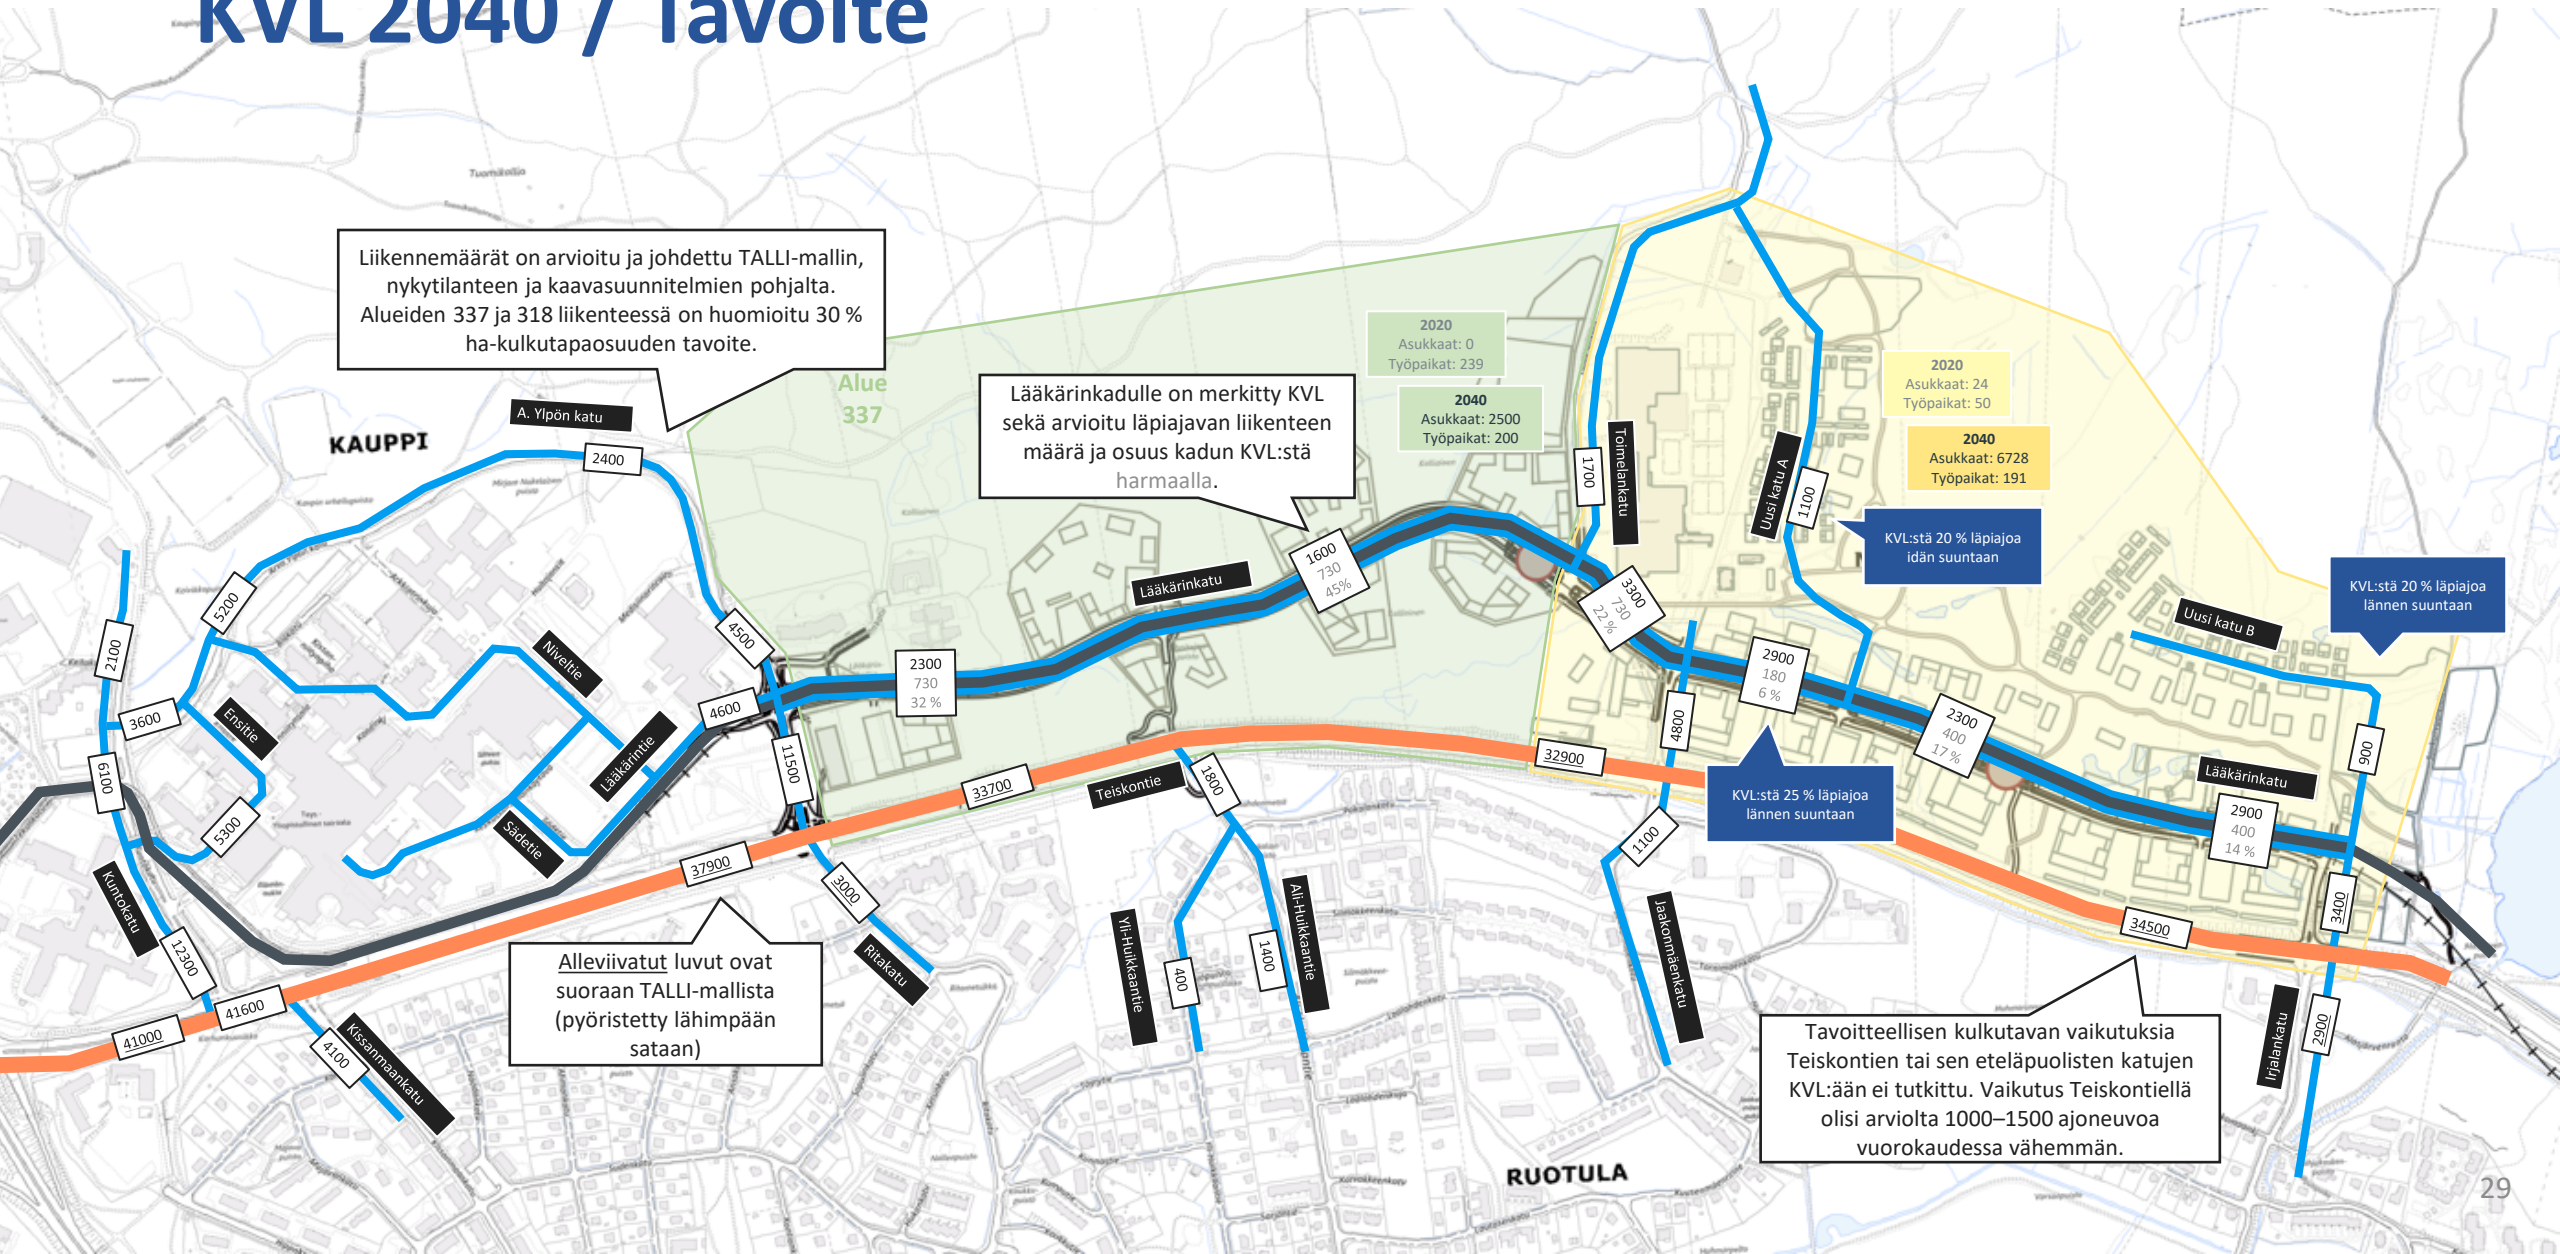 KVL 2040 / Tavoite
Liikennemäärät on arvioitu ja johdettu TALLI-mallin,
nykytilanteen ja kaavasuunnitelmien pohjalta.
Alueiden 337 ja 318 liikenteessä on huomioitu 30 %
ha-kulkutapaosuuden tavoite.
Alue
337
2020
Asukkaat: 0
Työpaikat: 239
2040
Asukkaat: 2500
Työpaikat: 200
2020
Asukkaat: 24
Työpaikat: 50
2040
Asukkaat: 6728
Työpaikat: 191
Lääkärinkadulle on merkitty KVL
sekä arvioitu läpiajavan liikenteen
määrä ja osuus kadun KVL:stä
harmaalla.
Tuomikallio
A. Ylpön katu
KAUPPI
2400
Toimelankatu
1700
Uusi katu A
1100
KVL:stä 20 % läpiajoa
idän suuntaan
KVL:stä 20 % läpiajoa
lännen suuntaan
1600
730
45%
Lääkärinkatu
3300
730
22 %
Uusi katu B
5200
2100
4500
Niveltie
2300
730
32 %
2900
180
6 %
2300
400
17 %
3600
Ensitie
4600
Lääkärintie
11500
4800
900
6100
33700
32900
Teiskontie
1800
Lääkärinkatu
2900
400
14 %
KVL:stä 25 % läpiajoa
lännen suuntaan
5300
Sädetie
37900
1100
Kuntokatu
3000
Ritakatu
Yli-Huikkaantie
Ali-Huikkaantie
400
1400
Jaakonmäenkatu
3400
34500
12300
Alleviivatut luvut ovat
suoraan TALLI-mallista
(pyöristetty lähimpään
sataan)
41600
41000
4100
Kissanmaankatu
Irjalankatu
2900
Tavoitteellisen kulkutavan vaikutuksia
Teiskontien tai sen eteläpuolisten katujen
KVL:ään ei tutkittu. Vaikutus Teiskontiellä
olisi arviolta 1000–1500 ajoneuvoa
vuorokaudessa vähemmän.
RUOTULA
29